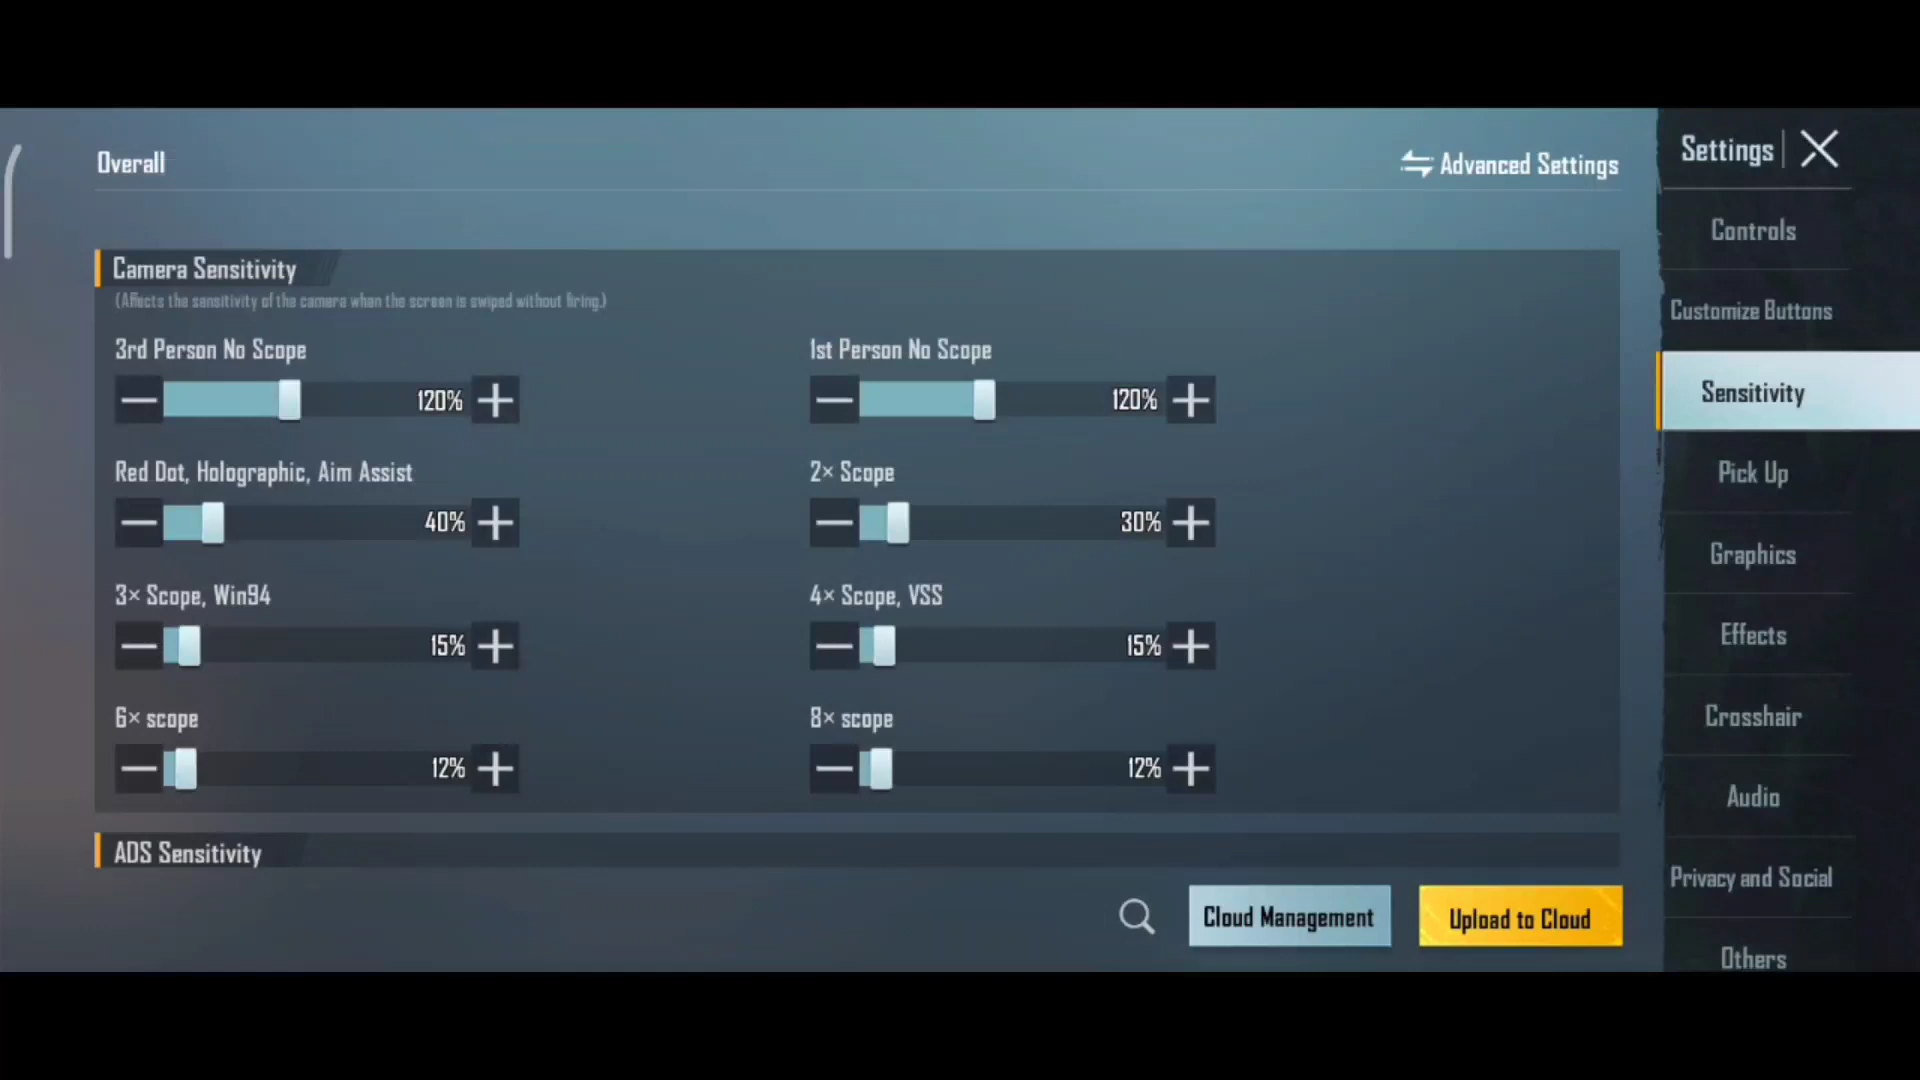 Overall
Advanced Settings
Camera Sensitivity
(Affects the sensitivity of the camera when the screen is swiped without firing.)
3rd Person No Scope
1st Person No Scope
120%
120%
Red Dot, Holographic, Aim Assist
2× Scope
40%
30%
3× Scope, Win94
4× Scope, VSS
15%
15%
6× scope
8× scope
12%
12%
ADS Sensitivity
Cloud Management
Upload to Cloud
Settings
Controls
Customize Buttons
Sensitivity
Pick Up
Graphics
Effects
Crosshair
Audio
Privacy and Social
Others